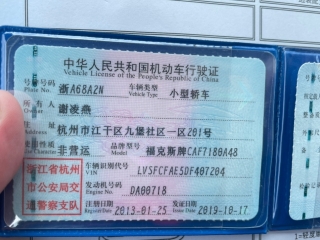 中华人民共和国机动车行驶证
Vehicle License of the People's Republic of China
号牌号码 Plate No. 浙A68A2N 车辆类型 Vehicle Type 小型轿车
所有人 Owner 谢凌燕
住址 杭州市江干区九堡社区一区201号
使用性质 非营运 品牌型号 Model 福克斯牌CAF7180A48
浙江省杭州市公安局交通警察支队
车辆识别代号 VIN LVSFCFAESDF407204
发动机号码 Engine No. DA00718
注册日期 Register Date 2013-01-25 发证日期 Issue Date 2019-10-17